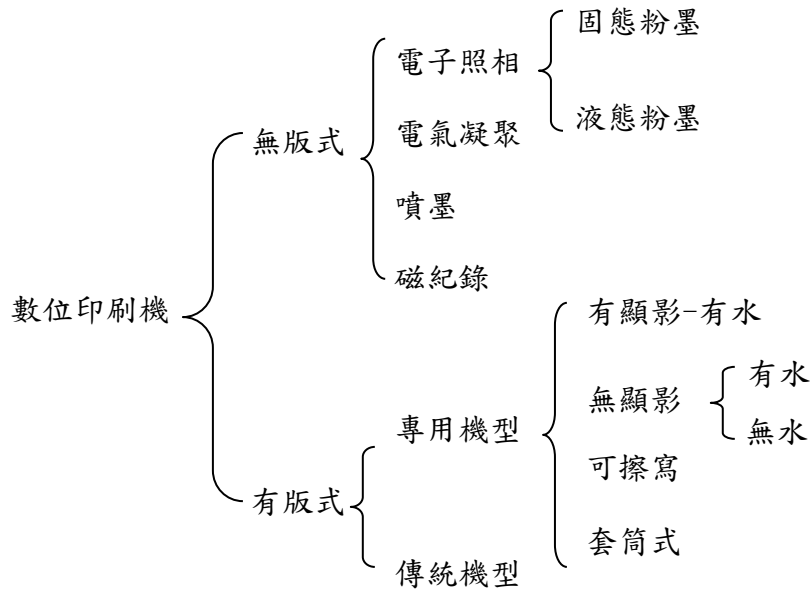 數位印刷機
無版式
電子照相
固態粉墨
液態粉墨
電氣凝聚
噴墨
磁紀錄
有版式
專用機型
有顯影-有水
無顯影
有水
無水
可擦寫
套筒式
傳統機型